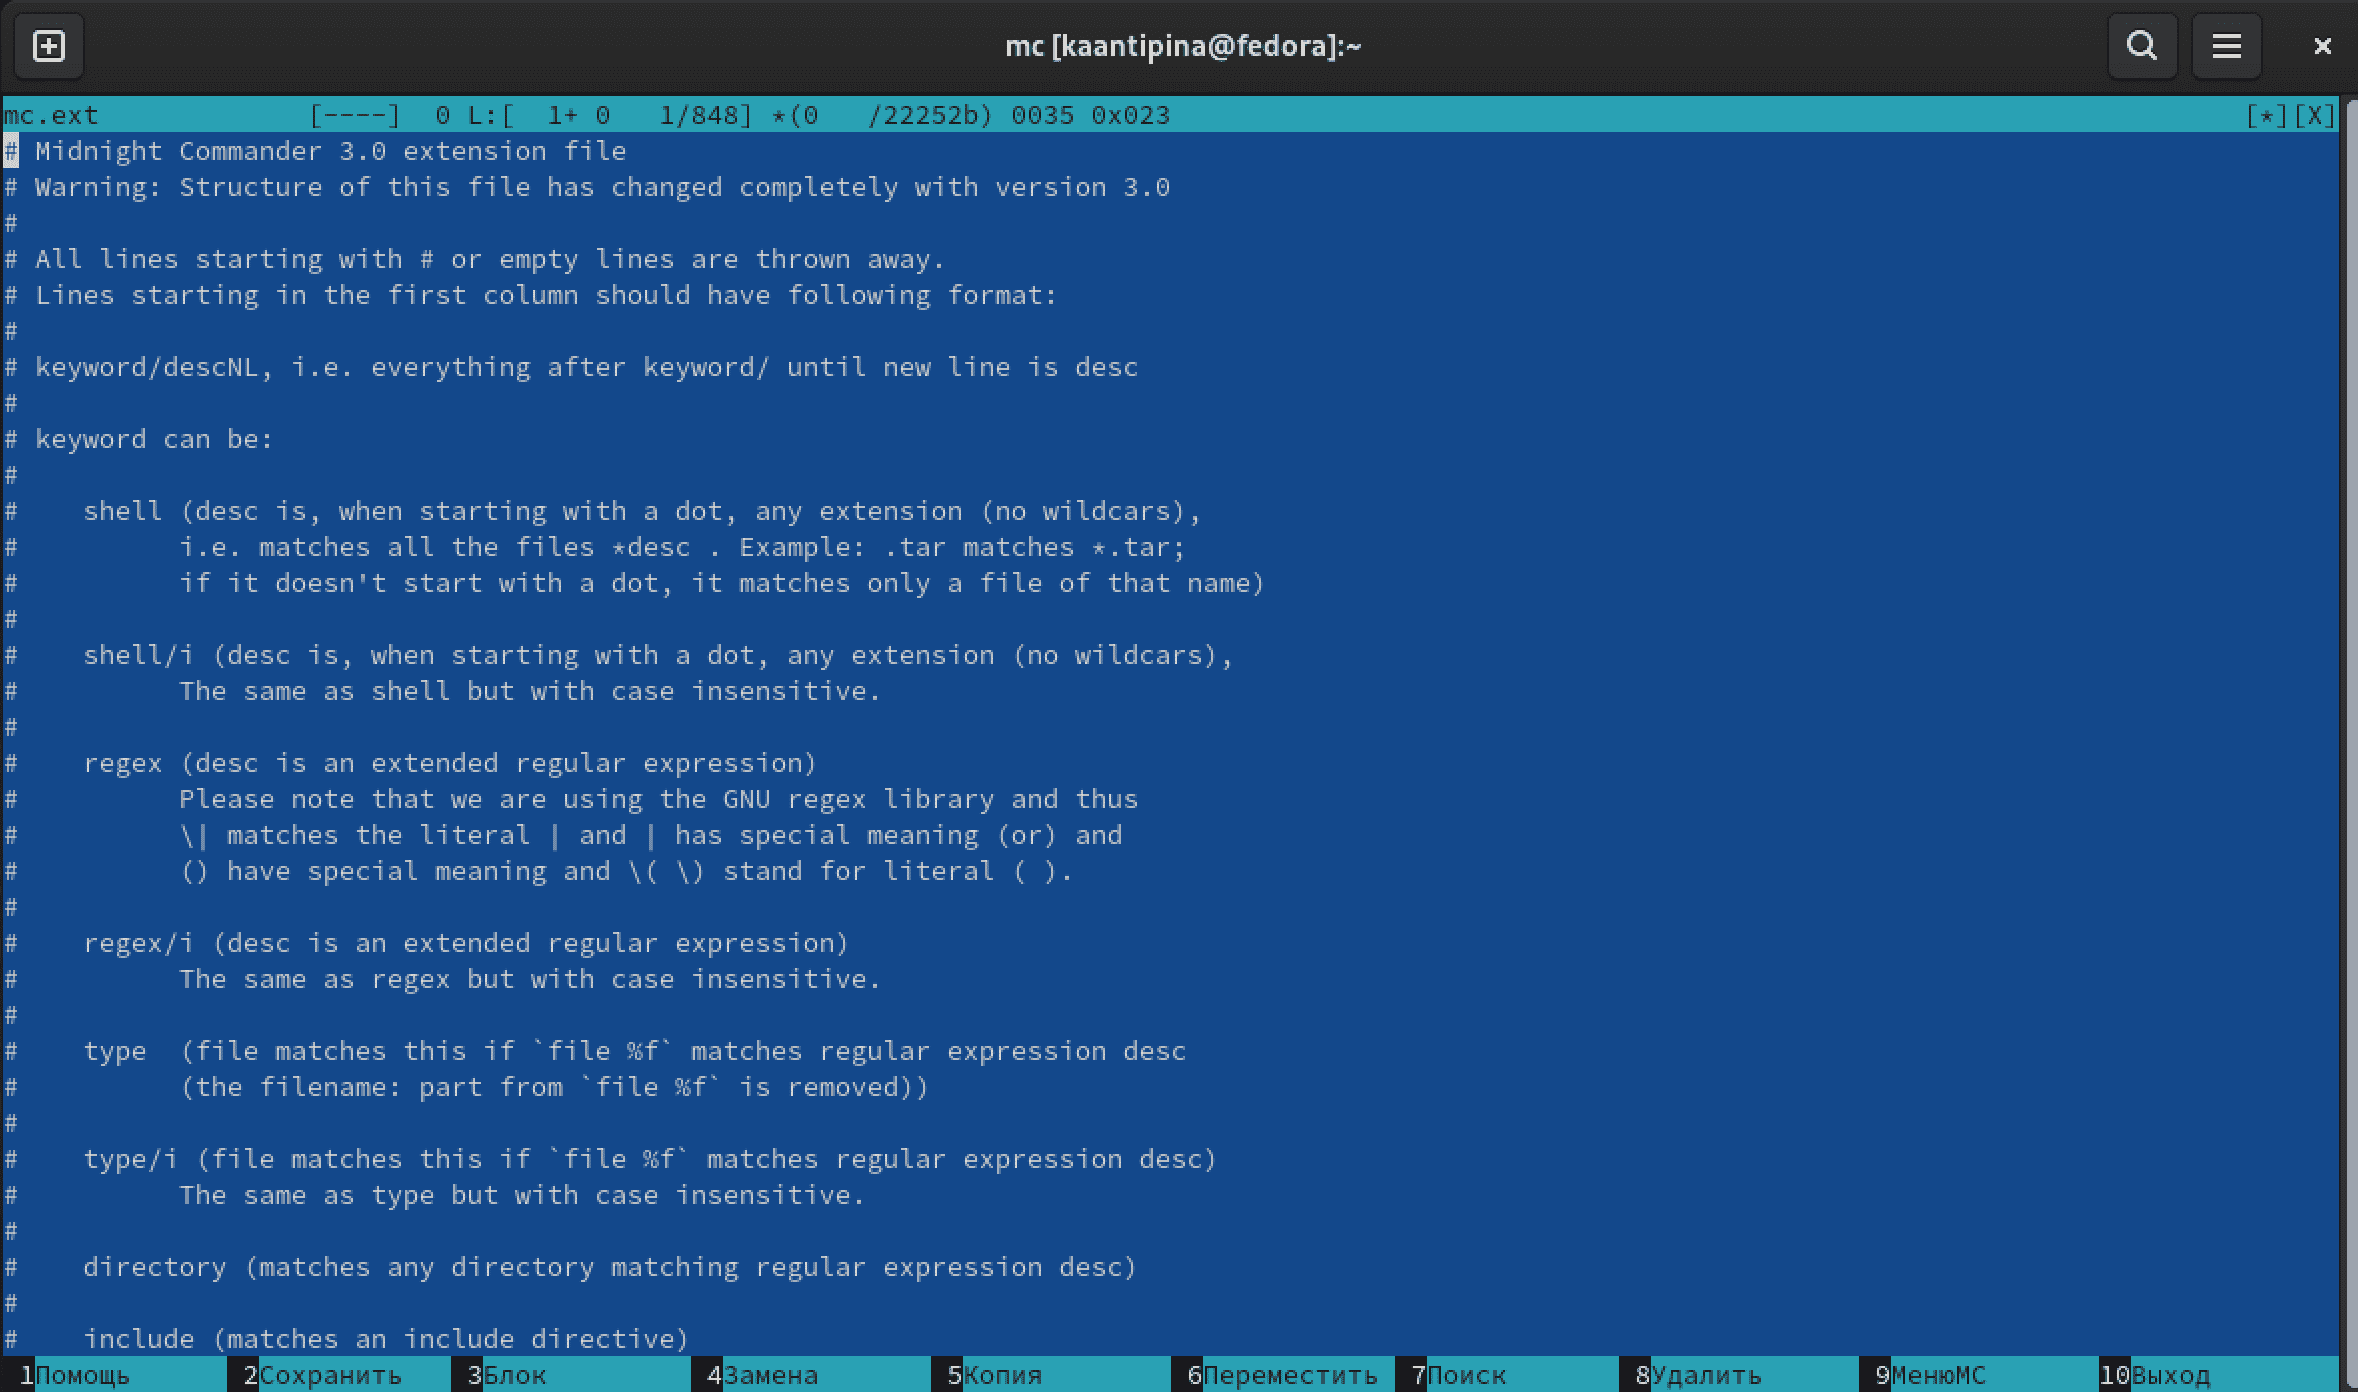 mc [kaantipina@fedora]:~
mc.ext             [----]  0 L:[  1+ 0   1/848] *(0   /22252b) 0035 0x023 [*][X]
# Midnight Commander 3.0 extension file
# Warning: Structure of this file has changed completely with version 3.0
#
# All lines starting with # or empty lines are thrown away.
# Lines starting in the first column should have following format:
#
# keyword/descNL, i.e. everything after keyword/ until new line is desc
#
# keyword can be:
#
#    shell (desc is, when starting with a dot, any extension (no wildcars),
#          i.e. matches all the files *desc . Example: .tar matches *.tar;
#          if it doesn't start with a dot, it matches only a file of that name)
#
#    shell/i (desc is, when starting with a dot, any extension (no wildcars),
#          The same as shell but with case insensitive.
#
#    regex (desc is an extended regular expression)
#          Please note that we are using the GNU regex library and thus
#          \| matches the literal | and | has special meaning (or) and
#          () have special meaning and \( \) stand for literal ( ).
#
#    regex/i (desc is an extended regular expression)
#          The same as regex but with case insensitive.
#
#    type  (file matches this if `file %f` matches regular expression desc
#          (the filename: part from `file %f` is removed))
#
#    type/i (file matches this if `file %f` matches regular expression desc)
#          The same as type but with case insensitive.
#
#    directory (matches any directory matching regular expression desc)
#
#    include (matches an include directive)
1Помощь 2Сохранить 3Блок 4Замена 5Копия 6Переместить 7Поиск 8Удалить 9МенюMC 10Выход